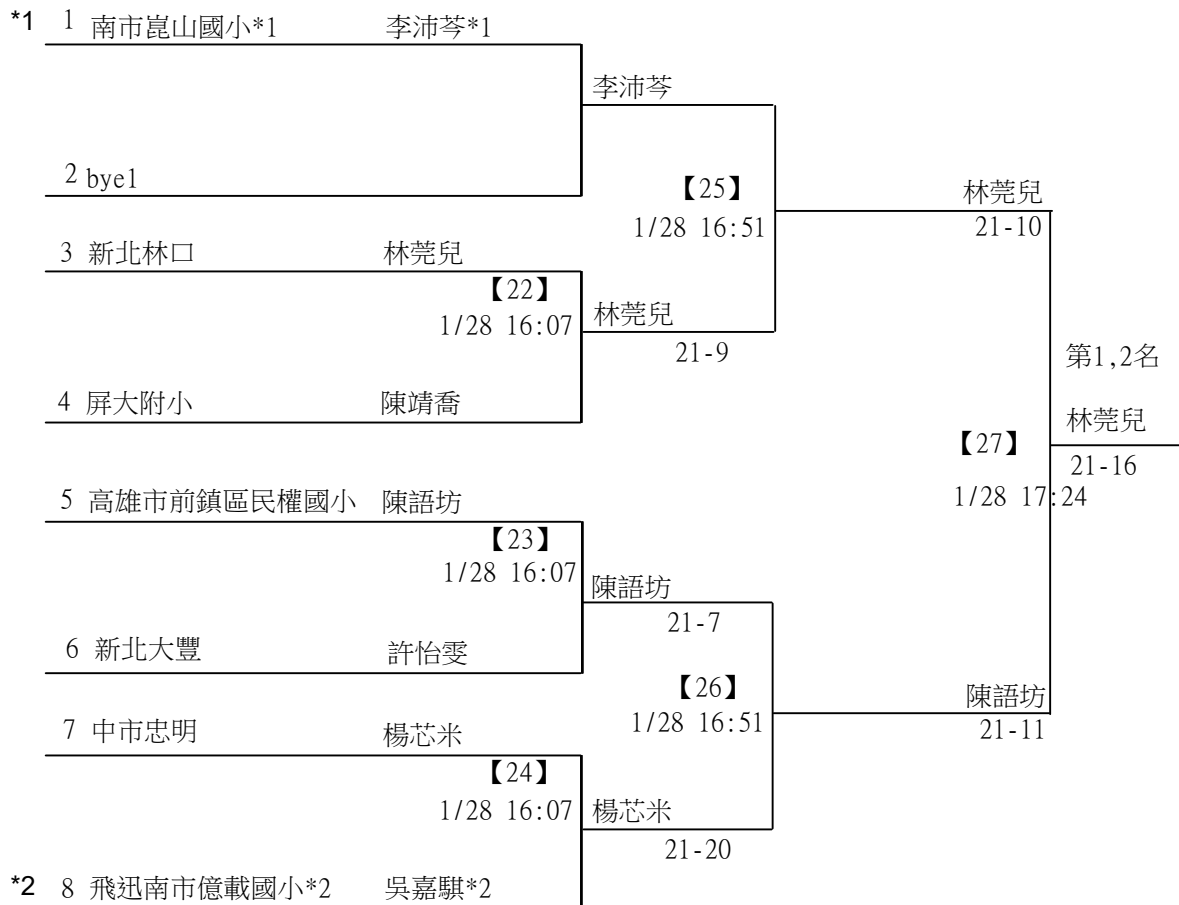 *1 1 南市崑山國小*1 李沛芩*1
李沛芩
2 bye1
【25】
1/28 16:51
林莞兒
21-10
3 新北林口 林莞兒
【22】
1/28 16:07
林莞兒
21-9
第1,2名
4 屏大附小 陳靖喬
林莞兒
【27】
21-16
1/28 17:24
5 高雄市前鎮區民權國小 陳語坊
【23】
1/28 16:07
陳語坊
21-7
6 新北大豐 許怡雯
【26】
1/28 16:51
陳語坊
21-11
7 中市忠明 楊芯米
【24】
1/28 16:07
楊芯米
21-20
*2 8 飛迅南市億載國小*2 吳嘉騏*2